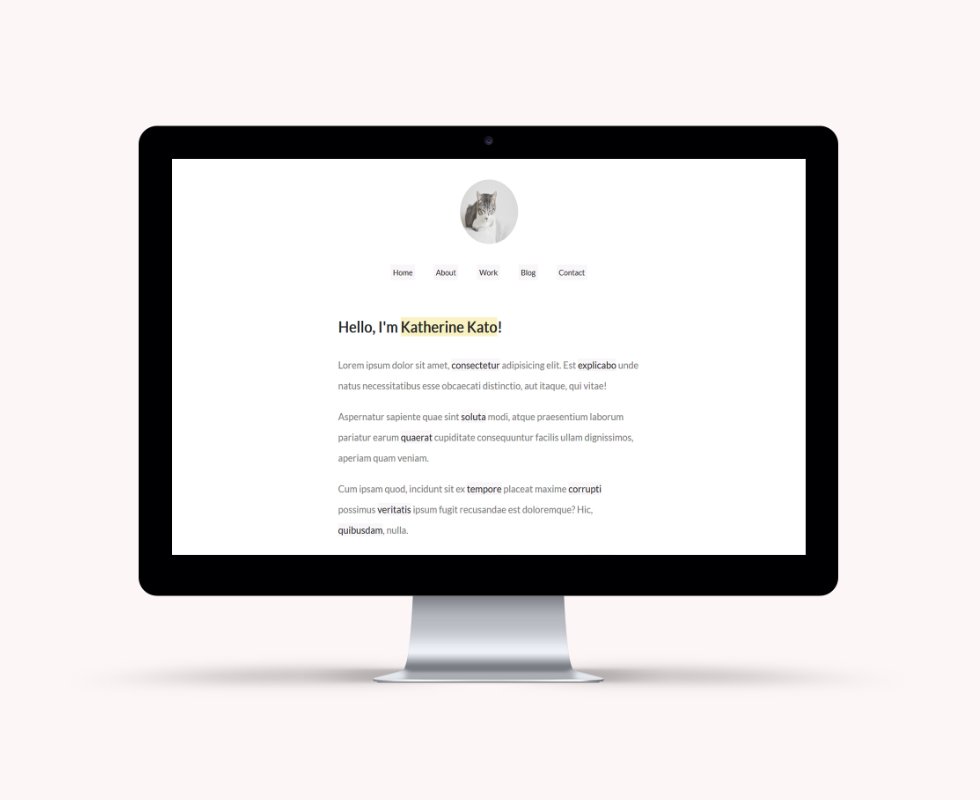 Home About Work Blog Contact
Hello, I'm Katherine Kato!
Lorem ipsum dolor sit amet, consectetur adipisicing elit. Est explicabo unde
natus necessitatibus esse obcaecati distinctio, aut itaque, qui vitae!
Aspernatur sapiente quae sint soluta modi, atque praesentium laborum
pariatur earum quaerat cupiditate consequuntur facilis ullam dignissimos,
aperiam quam veniam.
Cum ipsam quod, incidunt sit ex tempore placeat maxime corrupti
possimus veritatis ipsum fugit recusandae est doloremque? Hic,
quibusdam, nulla.